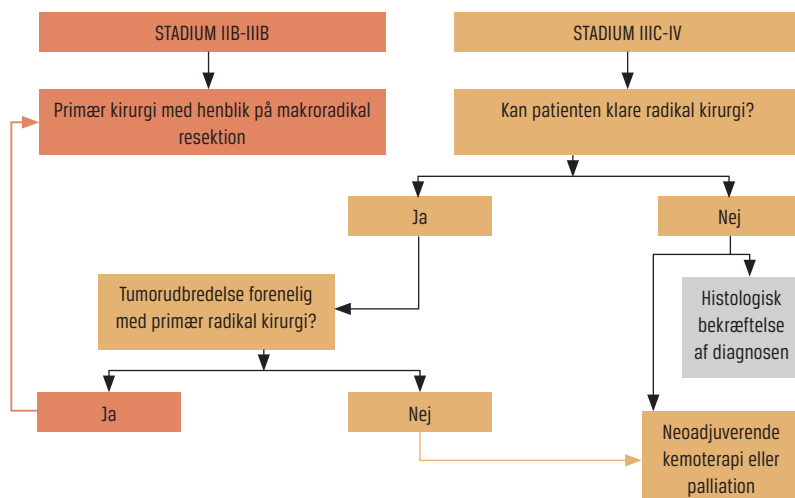 STADIUM IIB-IIIB
STADIUM IIIC-IV
Primær kirurgi med henblik på makroradikal
resektion
Kan patienten klare radikal kirurgi?
Ja
Nej
Tumorudbredelse forenelig
med primær radikal kirurgi?
Histologisk
bekræftelse
af diagnosen
Ja
Nej
Neoadjuverende
kemoterapi eller
palliation